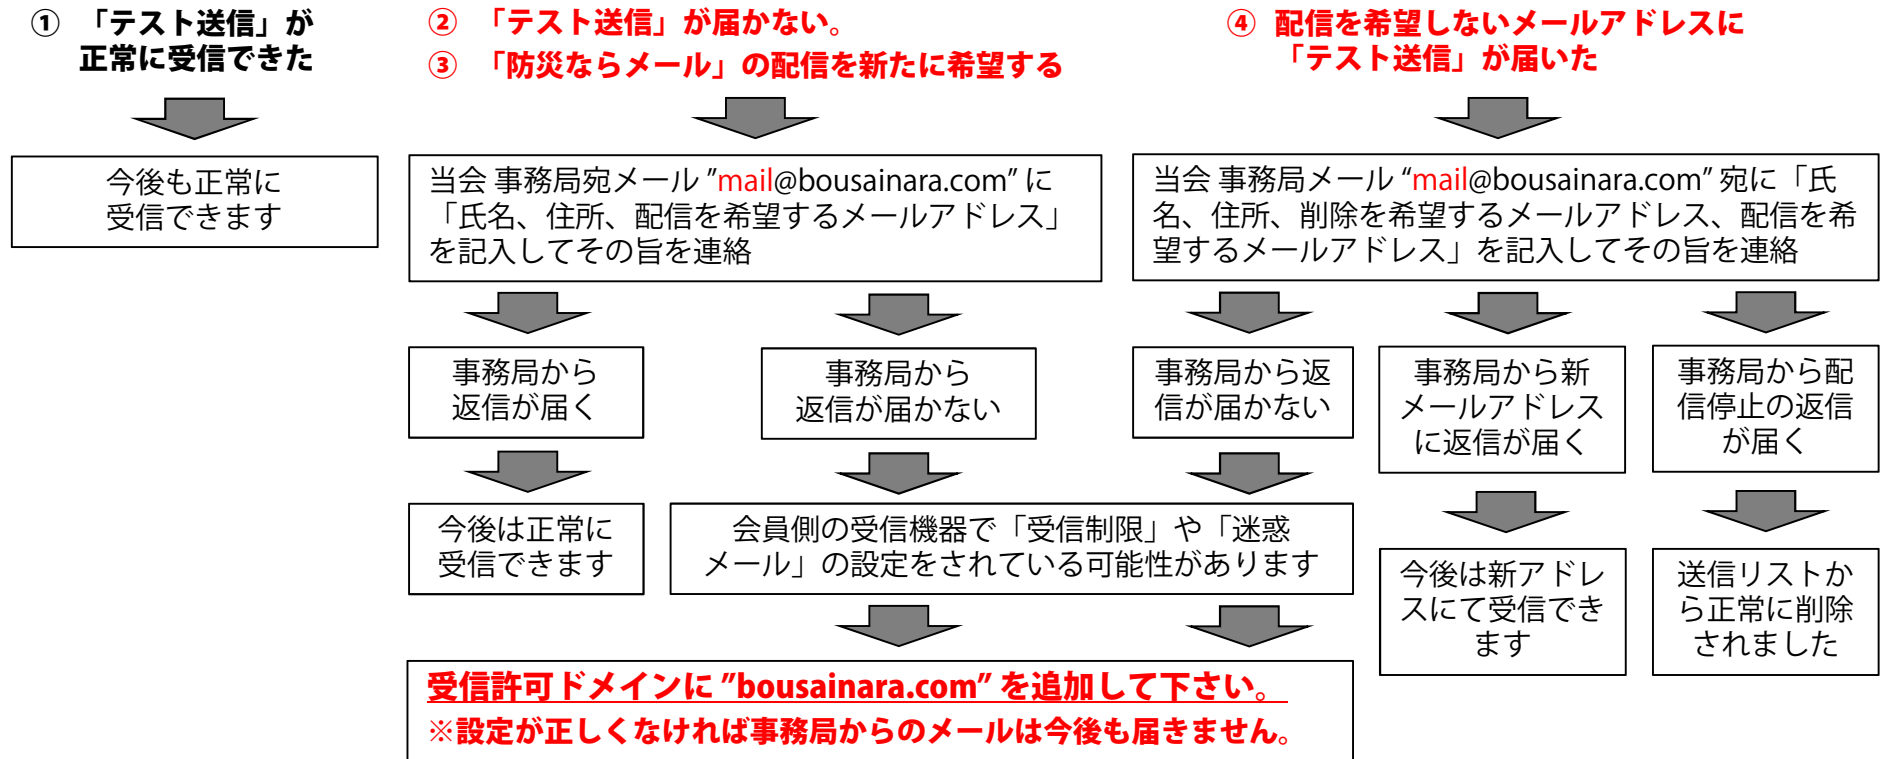 ① 「テスト送信」が
正常に受信できた
② 「テスト送信」が届かない。
③ 「防災ならメール」の配信を新たに希望する
④ 配信を希望しないメールアドレスに
「テスト送信」が届いた
今後も正常に
受信できます
当会 事務局宛メール ”mail@bousainara.com” に
「氏名、住所、配信を希望するメールアドレス」
を記入してその旨を連絡
当会 事務局メール “mail@bousainara.com” 宛に「氏
名、住所、削除を希望するメールアドレス、配信を希
望するメールアドレス」を記入してその旨を連絡
事務局から
返信が届く
事務局から
返信が届かない
事務局から返
信が届かない
事務局から新
メールアドレス
に返信が届く
事務局から配
信停止の返信
が届く
今後は正常に
受信できます
会員側の受信機器で「受信制限」や「迷惑
メール」の設定をされている可能性があります
今後は新アドレ
スにて受信でき
ます
送信リストか
ら正常に削除
されました
受信許可ドメインに ”bousainara.com” を追加して下さい。
※設定が正しくなければ事務局からのメールは今後も届きません。